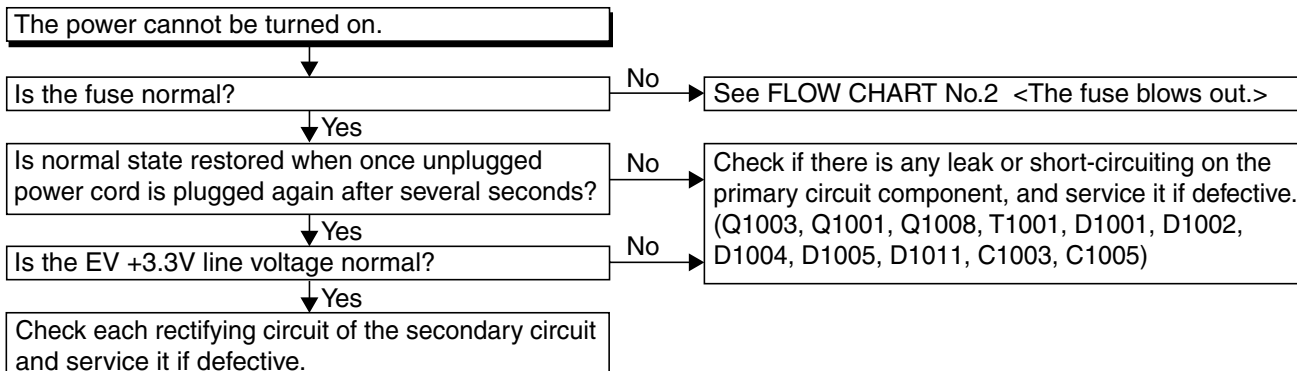 The power cannot be turned on.
Is the fuse normal?
No
See FLOW CHART No.2 <The fuse blows out.>
Yes
Is normal state restored when once unplugged
power cord is plugged again after several seconds?
No
Check if there is any leak or short-circuiting on the
primary circuit component, and service it if defective.
(Q1003, Q1001, Q1008, T1001, D1001, D1002,
D1004, D1005, D1011, C1003, C1005)
Yes
Is the EV +3.3V line voltage normal?
No
Yes
Check each rectifying circuit of the secondary circuit
and service it if defective.